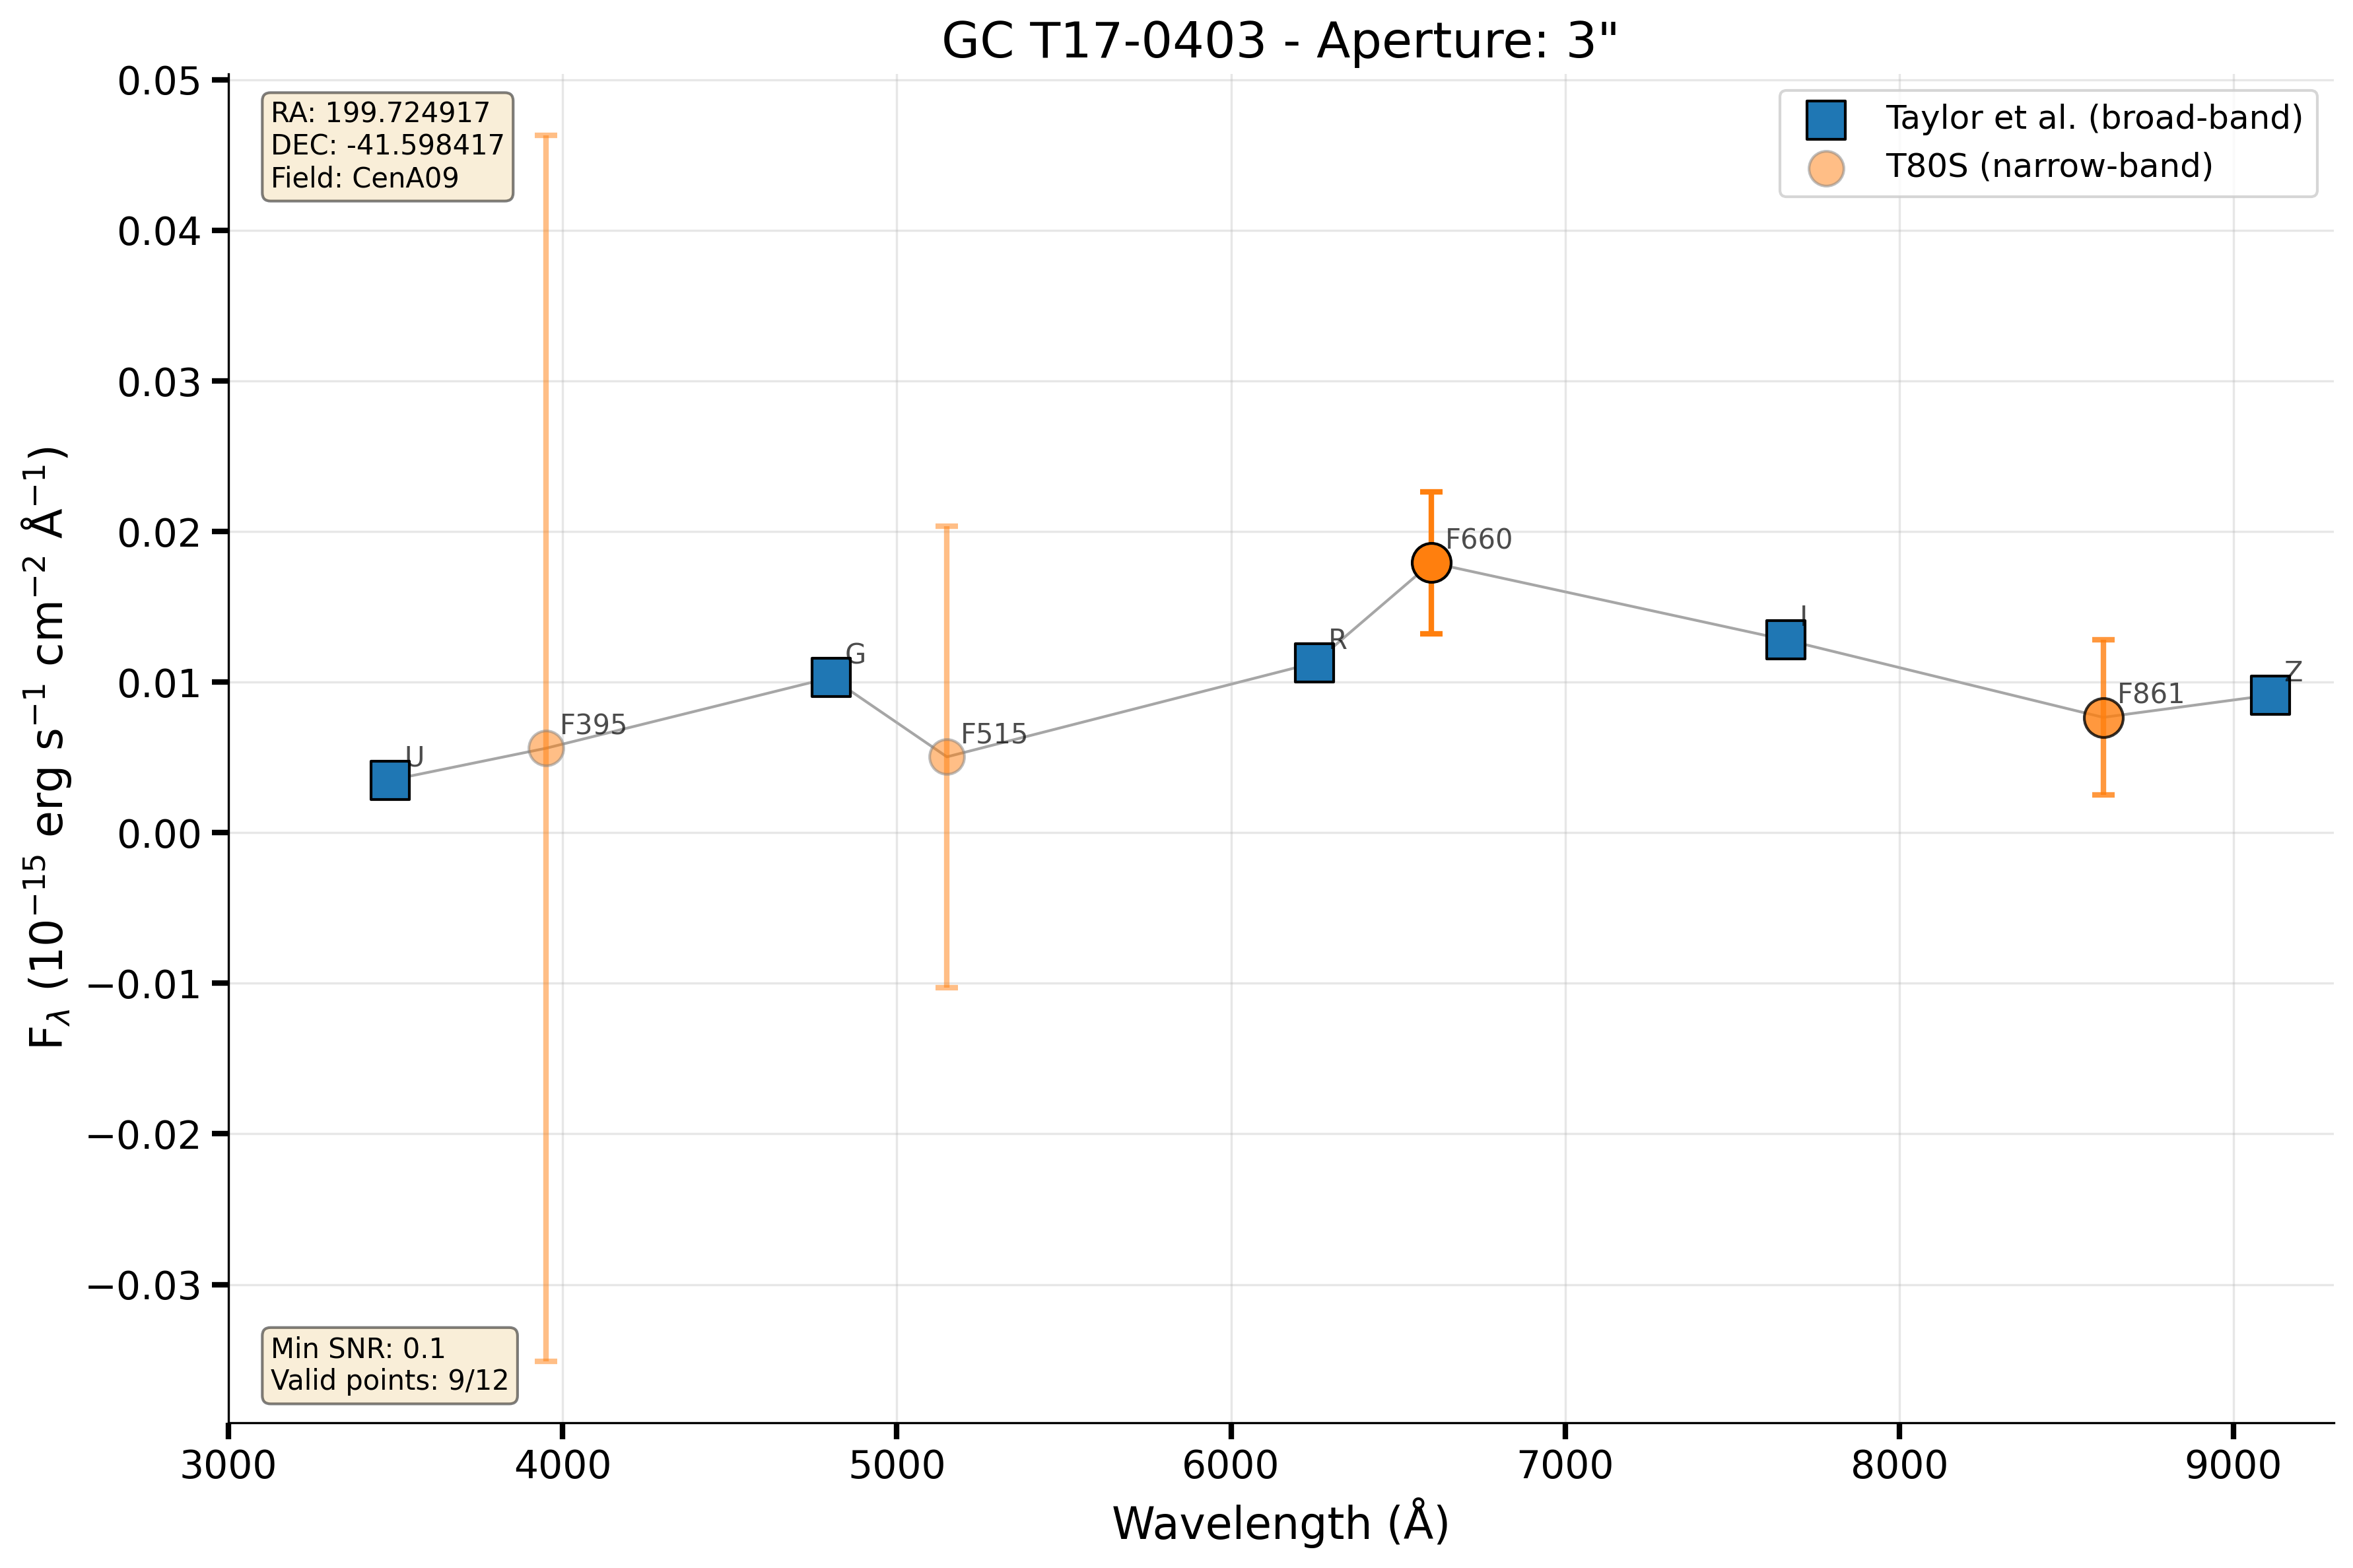 GC T17-0403 - Aperture: 3"
RA: 199.724917
DEC: -41.598417
Field: CenA09
Taylor et al. (broad-band)
T80S (narrow-band)
0.05
0.04
0.03
0.02
0.01
0.00
−0.01
−0.02
−0.03
Fλ (10⁻¹⁵ erg s⁻¹ cm⁻² Å⁻¹)
U
F395
G
F515
R
F660
I
F861
Z
Min SNR: 0.1
Valid points: 9/12
3000 4000 5000 6000 7000 8000 9000
Wavelength (Å)